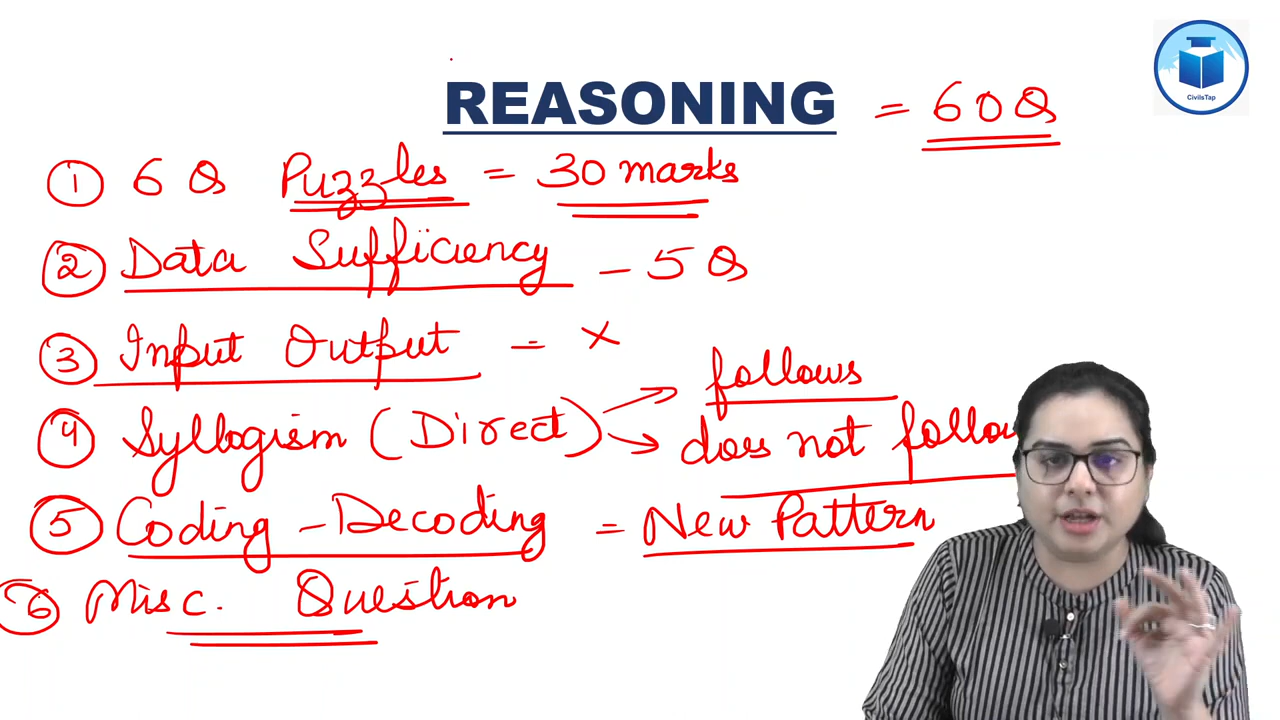 CivilsTap
REASONING = 60Q
① 6 Q Puzzles = 30 marks
② Data Sufficiency - 5 Q
③ Input Output = ×
④ Syllogism (Direct) → follows
→ does not follow
⑤ Coding - Decoding = New Pattern
⑥ Misc. Question